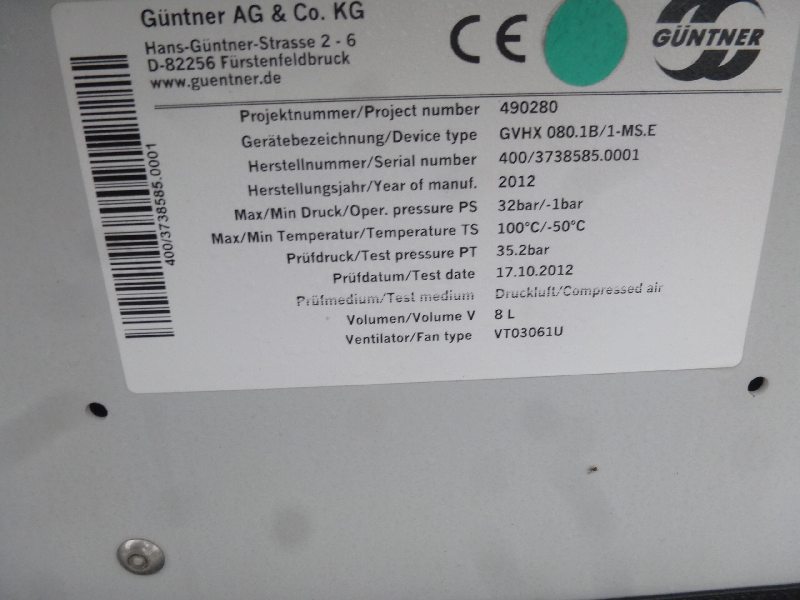 Güntner AG & Co. KG
Hans-Güntner-Strasse 2 - 6
D-82256 Fürstenfeldbruck
www.guentner.de
CE
GÜNTNER
400/3738585.0001
Projektnummer/Project number 490280
Gerätebezeichnung/Device type GVHX 080.1B/1-MS.E
Herstellnummer/Serial number 400/3738585.0001
Herstellungsjahr/Year of manuf. 2012
Max/Min Druck/Oper. pressure PS 32bar/-1bar
Max/Min Temperatur/Temperature TS 100°C/-50°C
Prüfdruck/Test pressure PT 35.2bar
Prüfdatum/Test date 17.10.2012
Prüfmedium/Test medium Druckluft/Compressed air
Volumen/Volume V 8 L
Ventilator/Fan type VT03061U